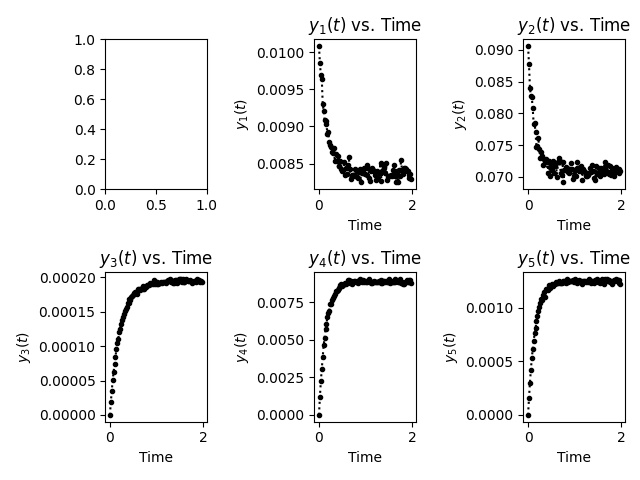 1.0
0.8
0.6
0.4
0.2
0.0
0.0 0.5 1.0
y₁(t) vs. Time
0.0100
0.0095
0.0090
0.0085
y₁(t)
0 2
Time
y₂(t) vs. Time
0.090
0.085
0.080
0.075
0.070
y₂(t)
0 2
Time
y₃(t) vs. Time
0.00020
0.00015
0.00010
0.00005
0.00000
y₃(t)
0 2
Time
y₄(t) vs. Time
0.0075
0.0050
0.0025
0.0000
y₄(t)
0 2
Time
y₅(t) vs. Time
0.0010
0.0005
0.0000
y₅(t)
0 2
Time